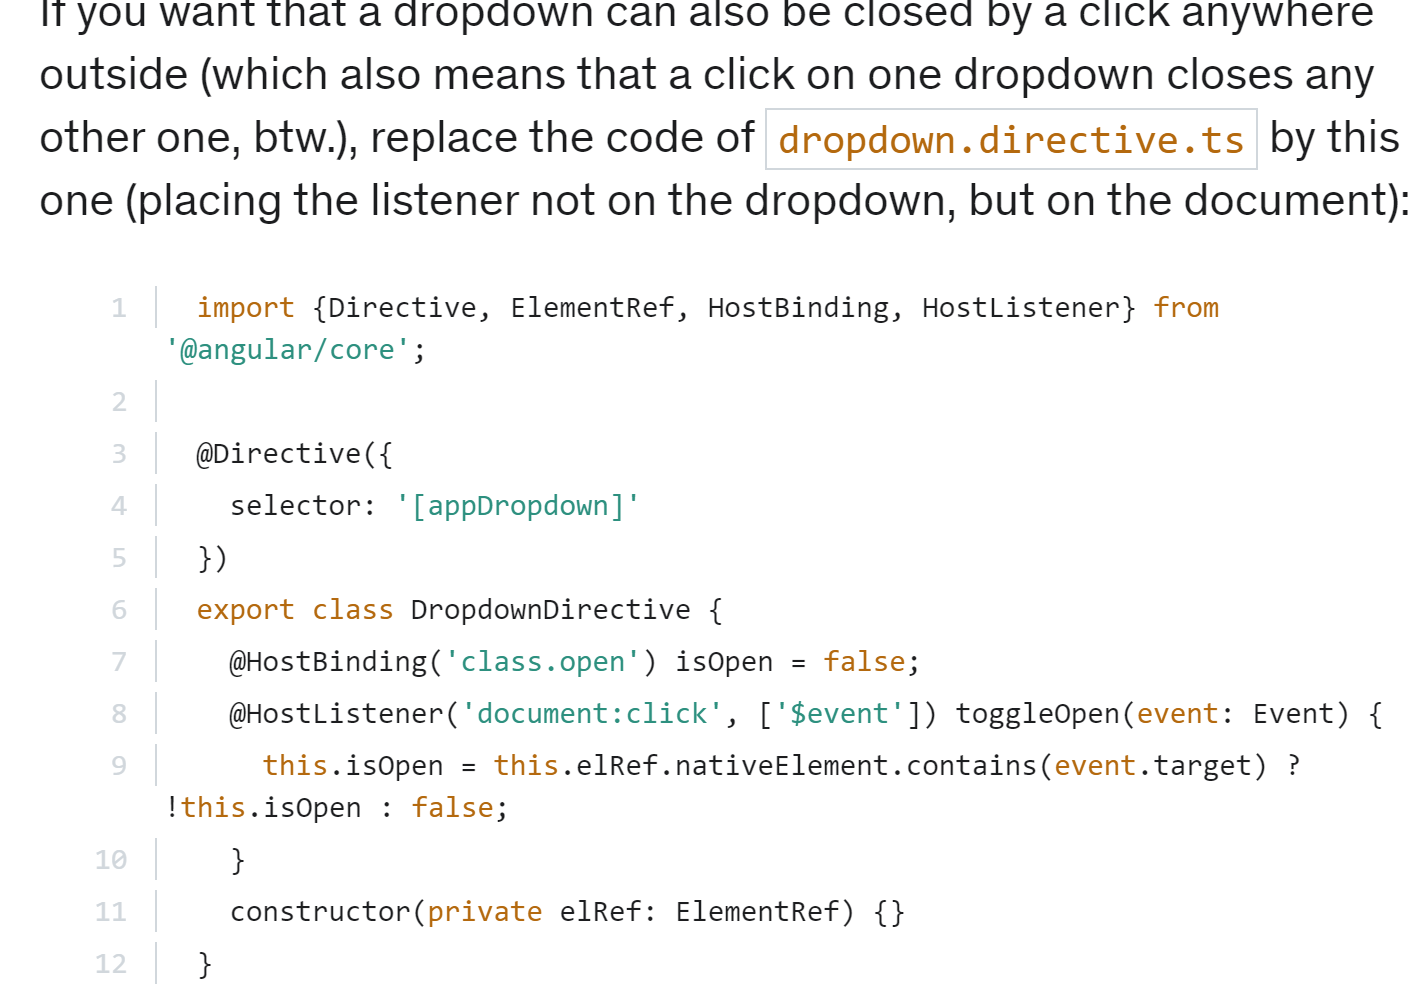 If you want that a dropdown can also be closed by a click anywhere
outside (which also means that a click on one dropdown closes any
other one, btw.), replace the code of dropdown.directive.ts by this
one (placing the listener not on the dropdown, but on the document):
1 import {Directive, ElementRef, HostBinding, HostListener} from
'@angular/core';
2
3 @Directive({
4 selector: '[appDropdown]'
5 })
6 export class DropdownDirective {
7 @HostBinding('class.open') isOpen = false;
8 @HostListener('document:click', ['$event']) toggleOpen(event: Event) {
9 this.isOpen = this.elRef.nativeElement.contains(event.target) ?
!this.isOpen : false;
10 }
11 constructor(private elRef: ElementRef) {}
12 }